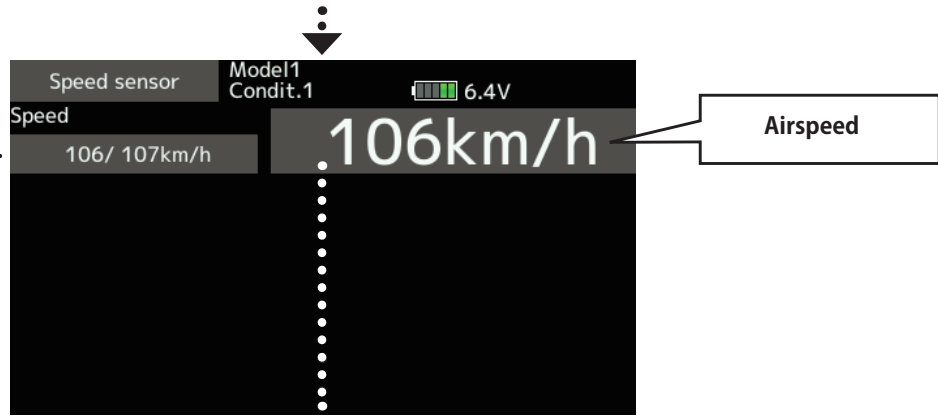 Speed sensor
Model1
Condit.1
6.4V
Speed
106/ 107km/h
106km/h
Airspeed